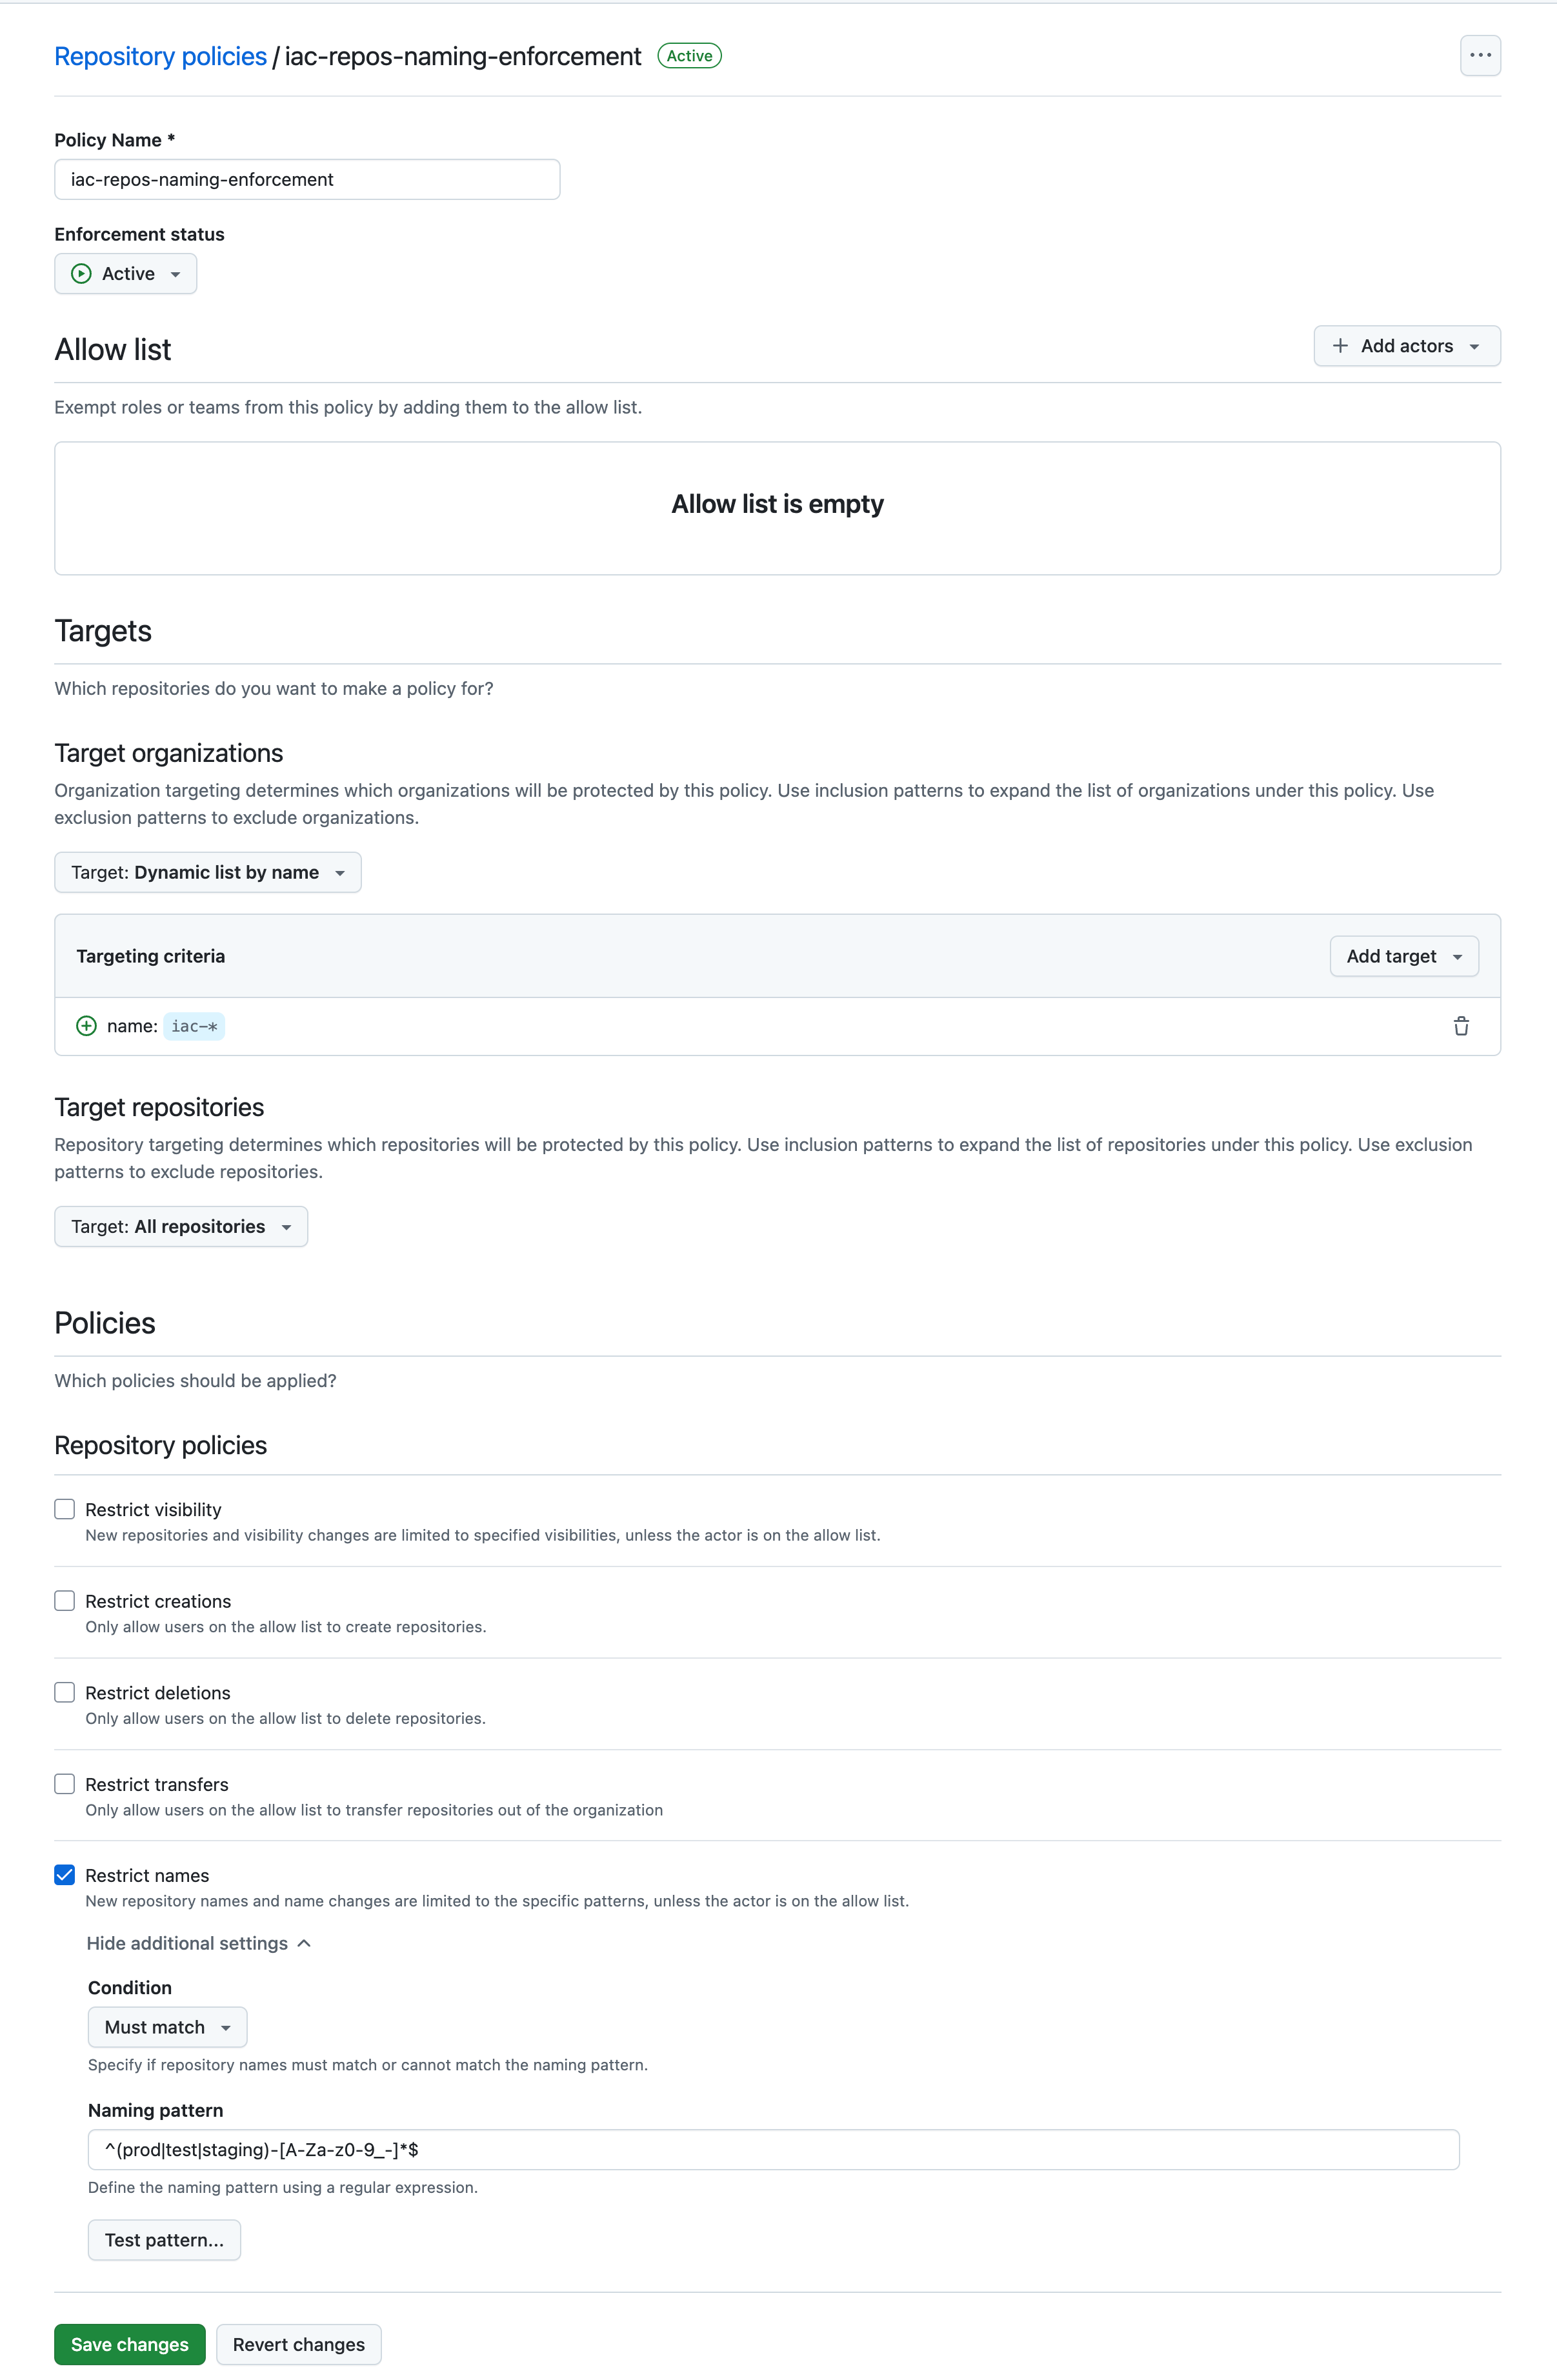 Repository policies / iac-repos-naming-enforcement Active
Policy Name *
iac-repos-naming-enforcement
Enforcement status
Active
Allow list
Add actors
Exempt roles or teams from this policy by adding them to the allow list.
Allow list is empty
Targets
Which repositories do you want to make a policy for?
Target organizations
Organization targeting determines which organizations will be protected by this policy. Use inclusion patterns to expand the list of organizations under this policy. Use
exclusion patterns to exclude organizations.
Target: Dynamic list by name
Targeting criteria
Add target
name: iac-*
Target repositories
Repository targeting determines which repositories will be protected by this policy. Use inclusion patterns to expand the list of repositories under this policy. Use exclusion
patterns to exclude repositories.
Target: All repositories
Policies
Which policies should be applied?
Repository policies
Restrict visibility
New repositories and visibility changes are limited to specified visibilities, unless the actor is on the allow list.
Restrict creations
Only allow users on the allow list to create repositories.
Restrict deletions
Only allow users on the allow list to delete repositories.
Restrict transfers
Only allow users on the allow list to transfer repositories out of the organization
Restrict names
New repository names and name changes are limited to the specific patterns, unless the actor is on the allow list.
Hide additional settings
Condition
Must match
Specify if repository names must match or cannot match the naming pattern.
Naming pattern
^(prod|test|staging)-[A-Za-z0-9_-]*$
Define the naming pattern using a regular expression.
Test pattern...
Save changes
Revert changes